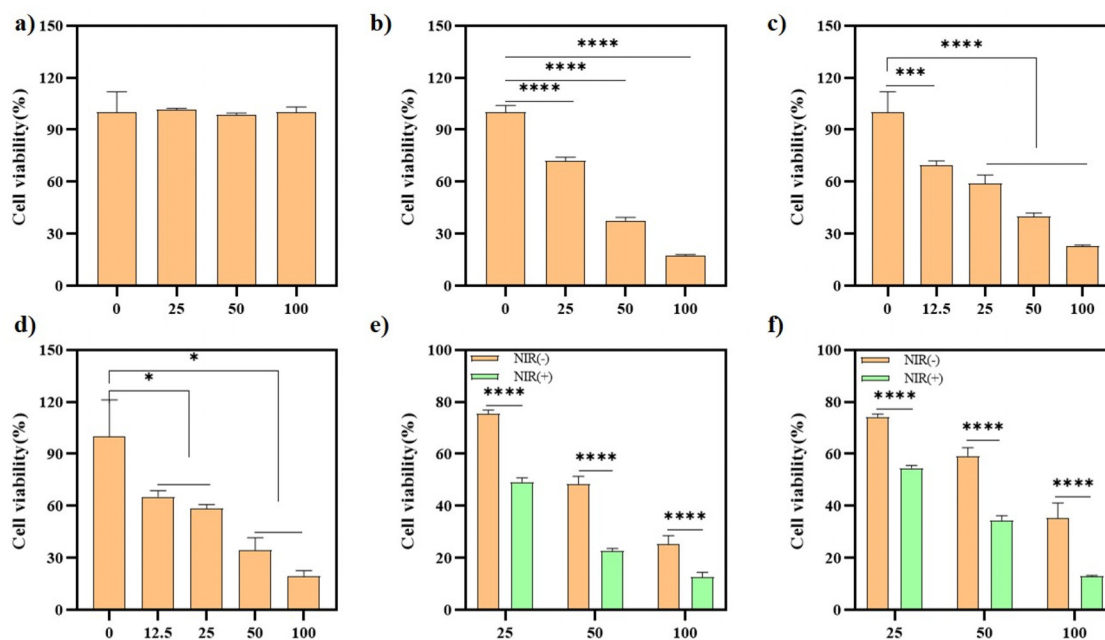 a)
150
120
90
60
30
0
Cell viability(%)
0 25 50 100
b)
150
120
90
60
30
0
Cell viability(%)
****
****
****
0 25 50 100
c)
150
120
90
60
30
0
Cell viability(%)
****
***
0 12.5 25 50 100
d)
150
120
90
60
30
0
Cell viability(%)
*
*
0 12.5 25 50 100
e)
100
80
60
40
20
0
Cell viability(%)
NIR(-)
NIR(+)
****
****
****
25 50 100
f)
100
80
60
40
20
0
Cell viability(%)
NIR(-)
NIR(+)
****
****
****
25 50 100